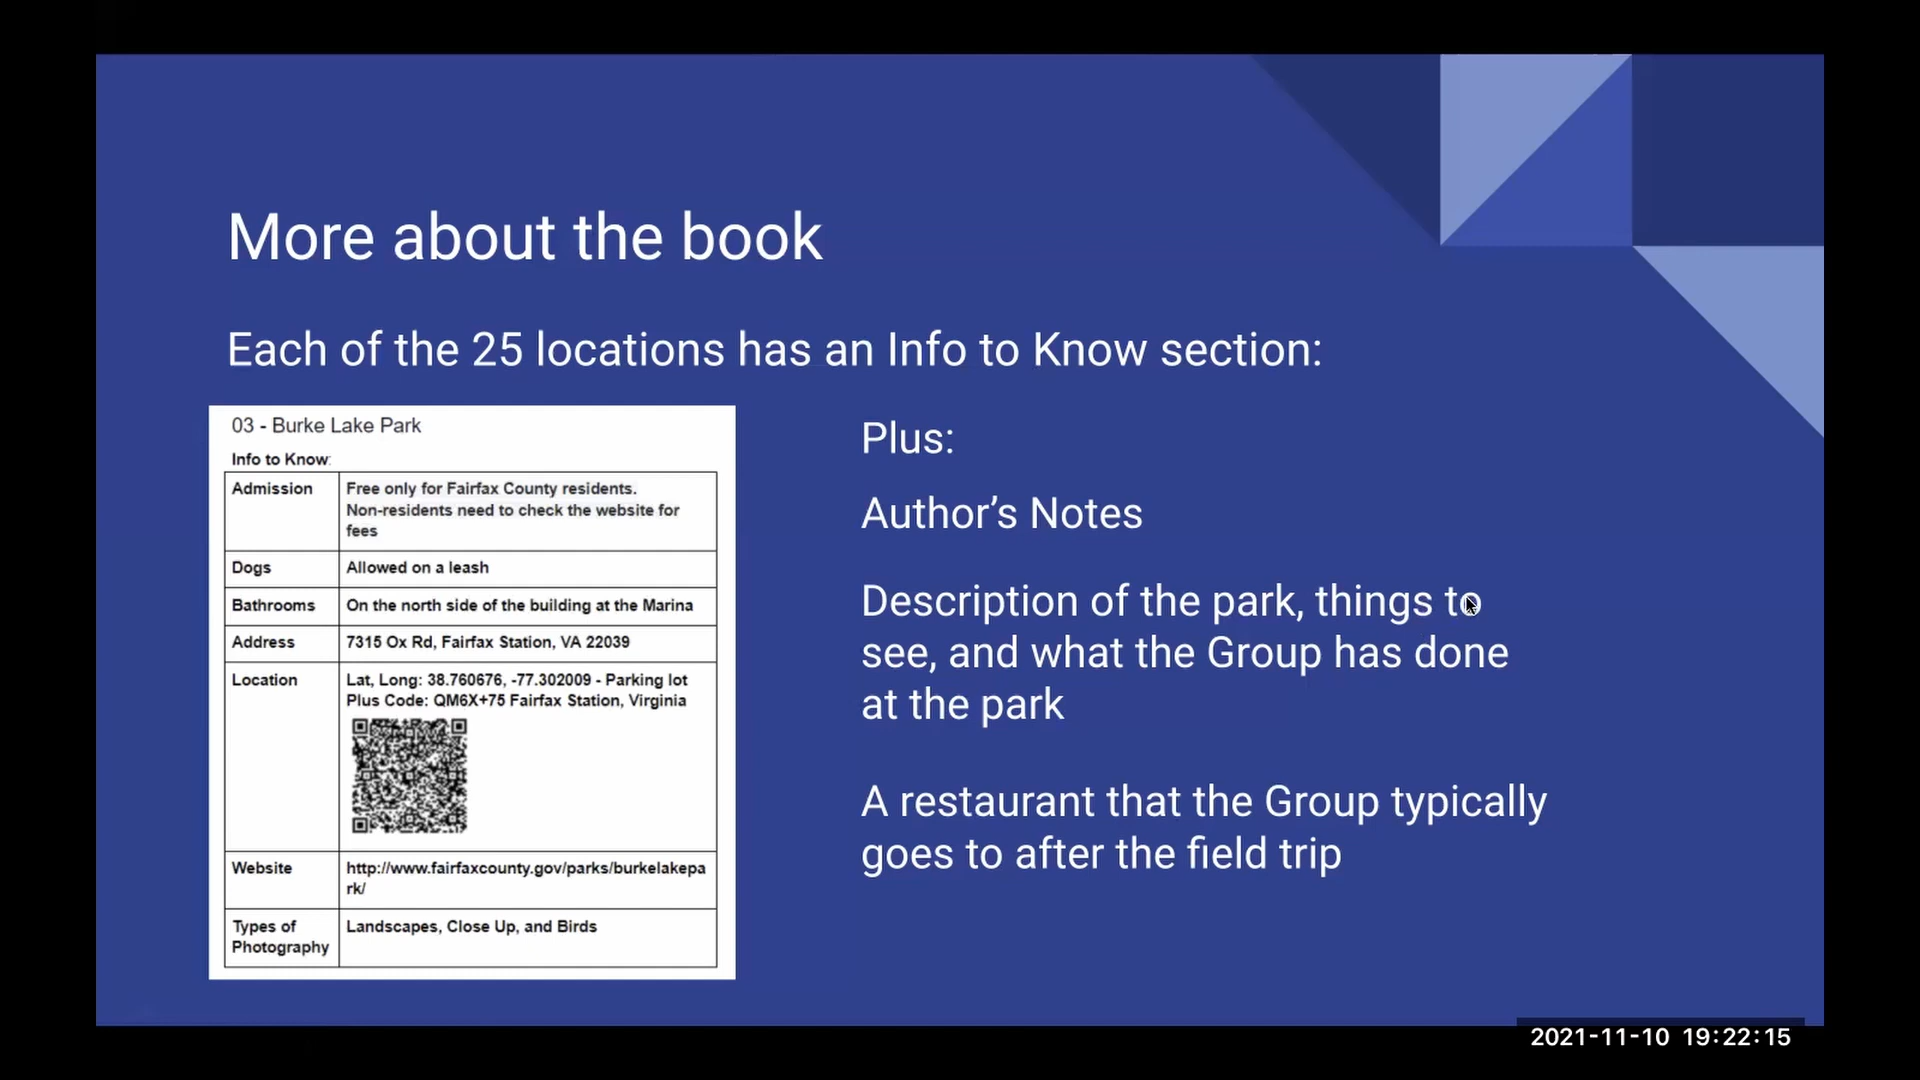 More about the book
Each of the 25 locations has an Info to Know section:
03 - Burke Lake Park
Info to Know:
Admission
Free only for Fairfax County residents.
Non-residents need to check the website for
fees
Dogs
Allowed on a leash
Bathrooms
On the north side of the building at the Marina
Address
7315 Ox Rd, Fairfax Station, VA 22039
Location
Lat, Long: 38.760676, -77.302009 - Parking lot
Plus Code: QM6X+75 Fairfax Station, Virginia
Website
http://www.fairfaxcounty.gov/parks/burkelakepa
rk/
Types of
Photography
Landscapes, Close Up, and Birds
Plus:
Author’s Notes
Description of the park, things to
see, and what the Group has done
at the park
A restaurant that the Group typically
goes to after the field trip
2021-11-10 19:22:15